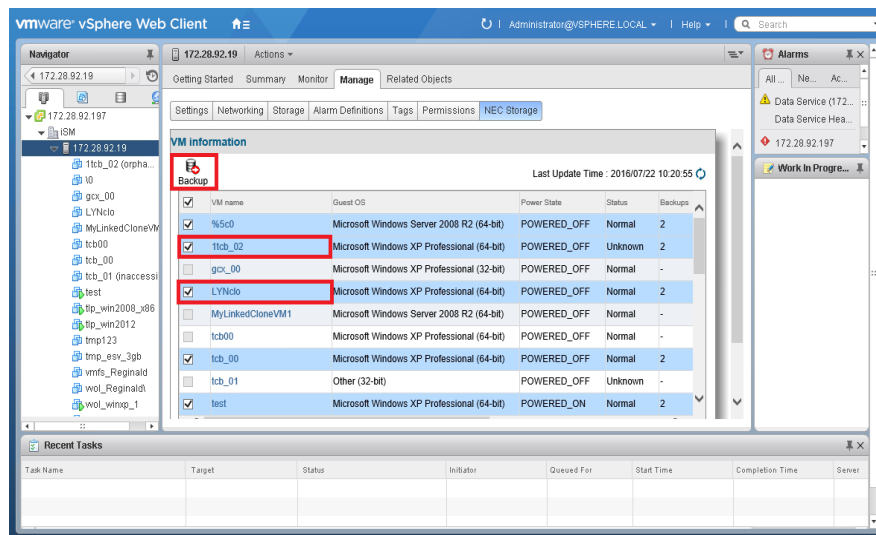 vmware® vSphere Web Client
Administrator@VSPHERE.LOCAL
Help
Search
Navigator
172.28.92.19
172.28.92.197
iSM
172.28.92.19
1tcb_02 (orpha...
\0
gcx_00
LYNclo
MyLinkedCloneVM
tcb00
tcb_00
tcb_01 (inaccessi
test
tlp_win2008_x86
tlp_win2012
tmp123
tmp_esv_3gb
vmfs_Reginald
wol_Reginald\
wol_winxp_1
172.28.92.19 Actions
Getting Started Summary Monitor Manage Related Objects
Settings Networking Storage Alarm Definitions Tags Permissions NEC Storage
VM information
Backup
Last Update Time : 2016/07/22 10:20:55
VM name Guest OS Power State Status Backups
%5c0 Microsoft Windows Server 2008 R2 (64-bit) POWERED_OFF Normal 2
1tcb_02 Microsoft Windows XP Professional (64-bit) POWERED_OFF Unknown 2
gcx_00 Microsoft Windows XP Professional (32-bit) POWERED_OFF Normal -
LYNclo Microsoft Windows XP Professional (64-bit) POWERED_OFF Normal 2
MyLinkedCloneVM1 Microsoft Windows Server 2008 R2 (64-bit) POWERED_OFF Normal -
tcb00 Microsoft Windows XP Professional (64-bit) POWERED_OFF Normal -
tcb_00 Microsoft Windows XP Professional (64-bit) POWERED_OFF Normal 2
tcb_01 Other (32-bit) POWERED_OFF Unknown -
test Microsoft Windows XP Professional (64-bit) POWERED_ON Normal 2
Alarms
All ... Ne... Ac...
Data Service (172...
Data Service Hea...
172.28.92.197
Work In Progre...
Recent Tasks
Task Name Target Status Initiator Queued For Start Time Completion Time Server